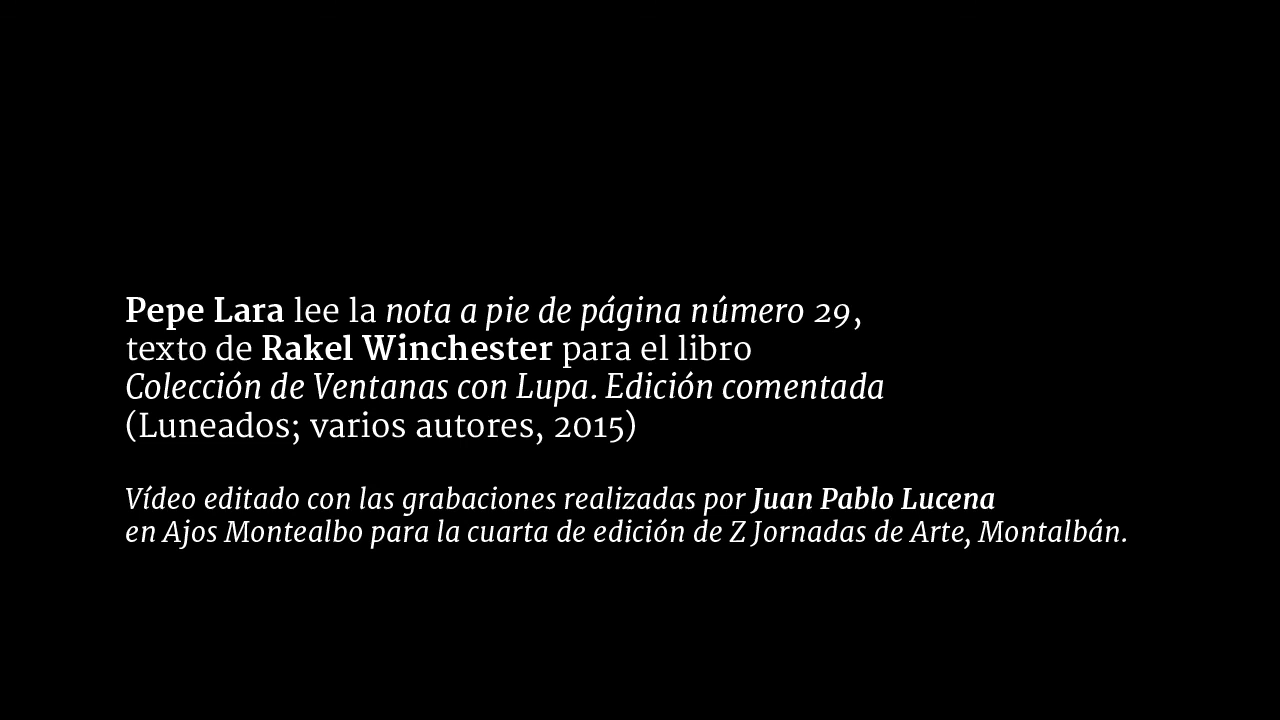 Pepe Lara lee la nota a pie de página número 29,
texto de Rakel Winchester para el libro
Colección de Ventanas con Lupa. Edición comentada
(Luneados; varios autores, 2015)
Vídeo editado con las grabaciones realizadas por Juan Pablo Lucena
en Ajos Montealbo para la cuarta de edición de Z Jornadas de Arte, Montalbán.